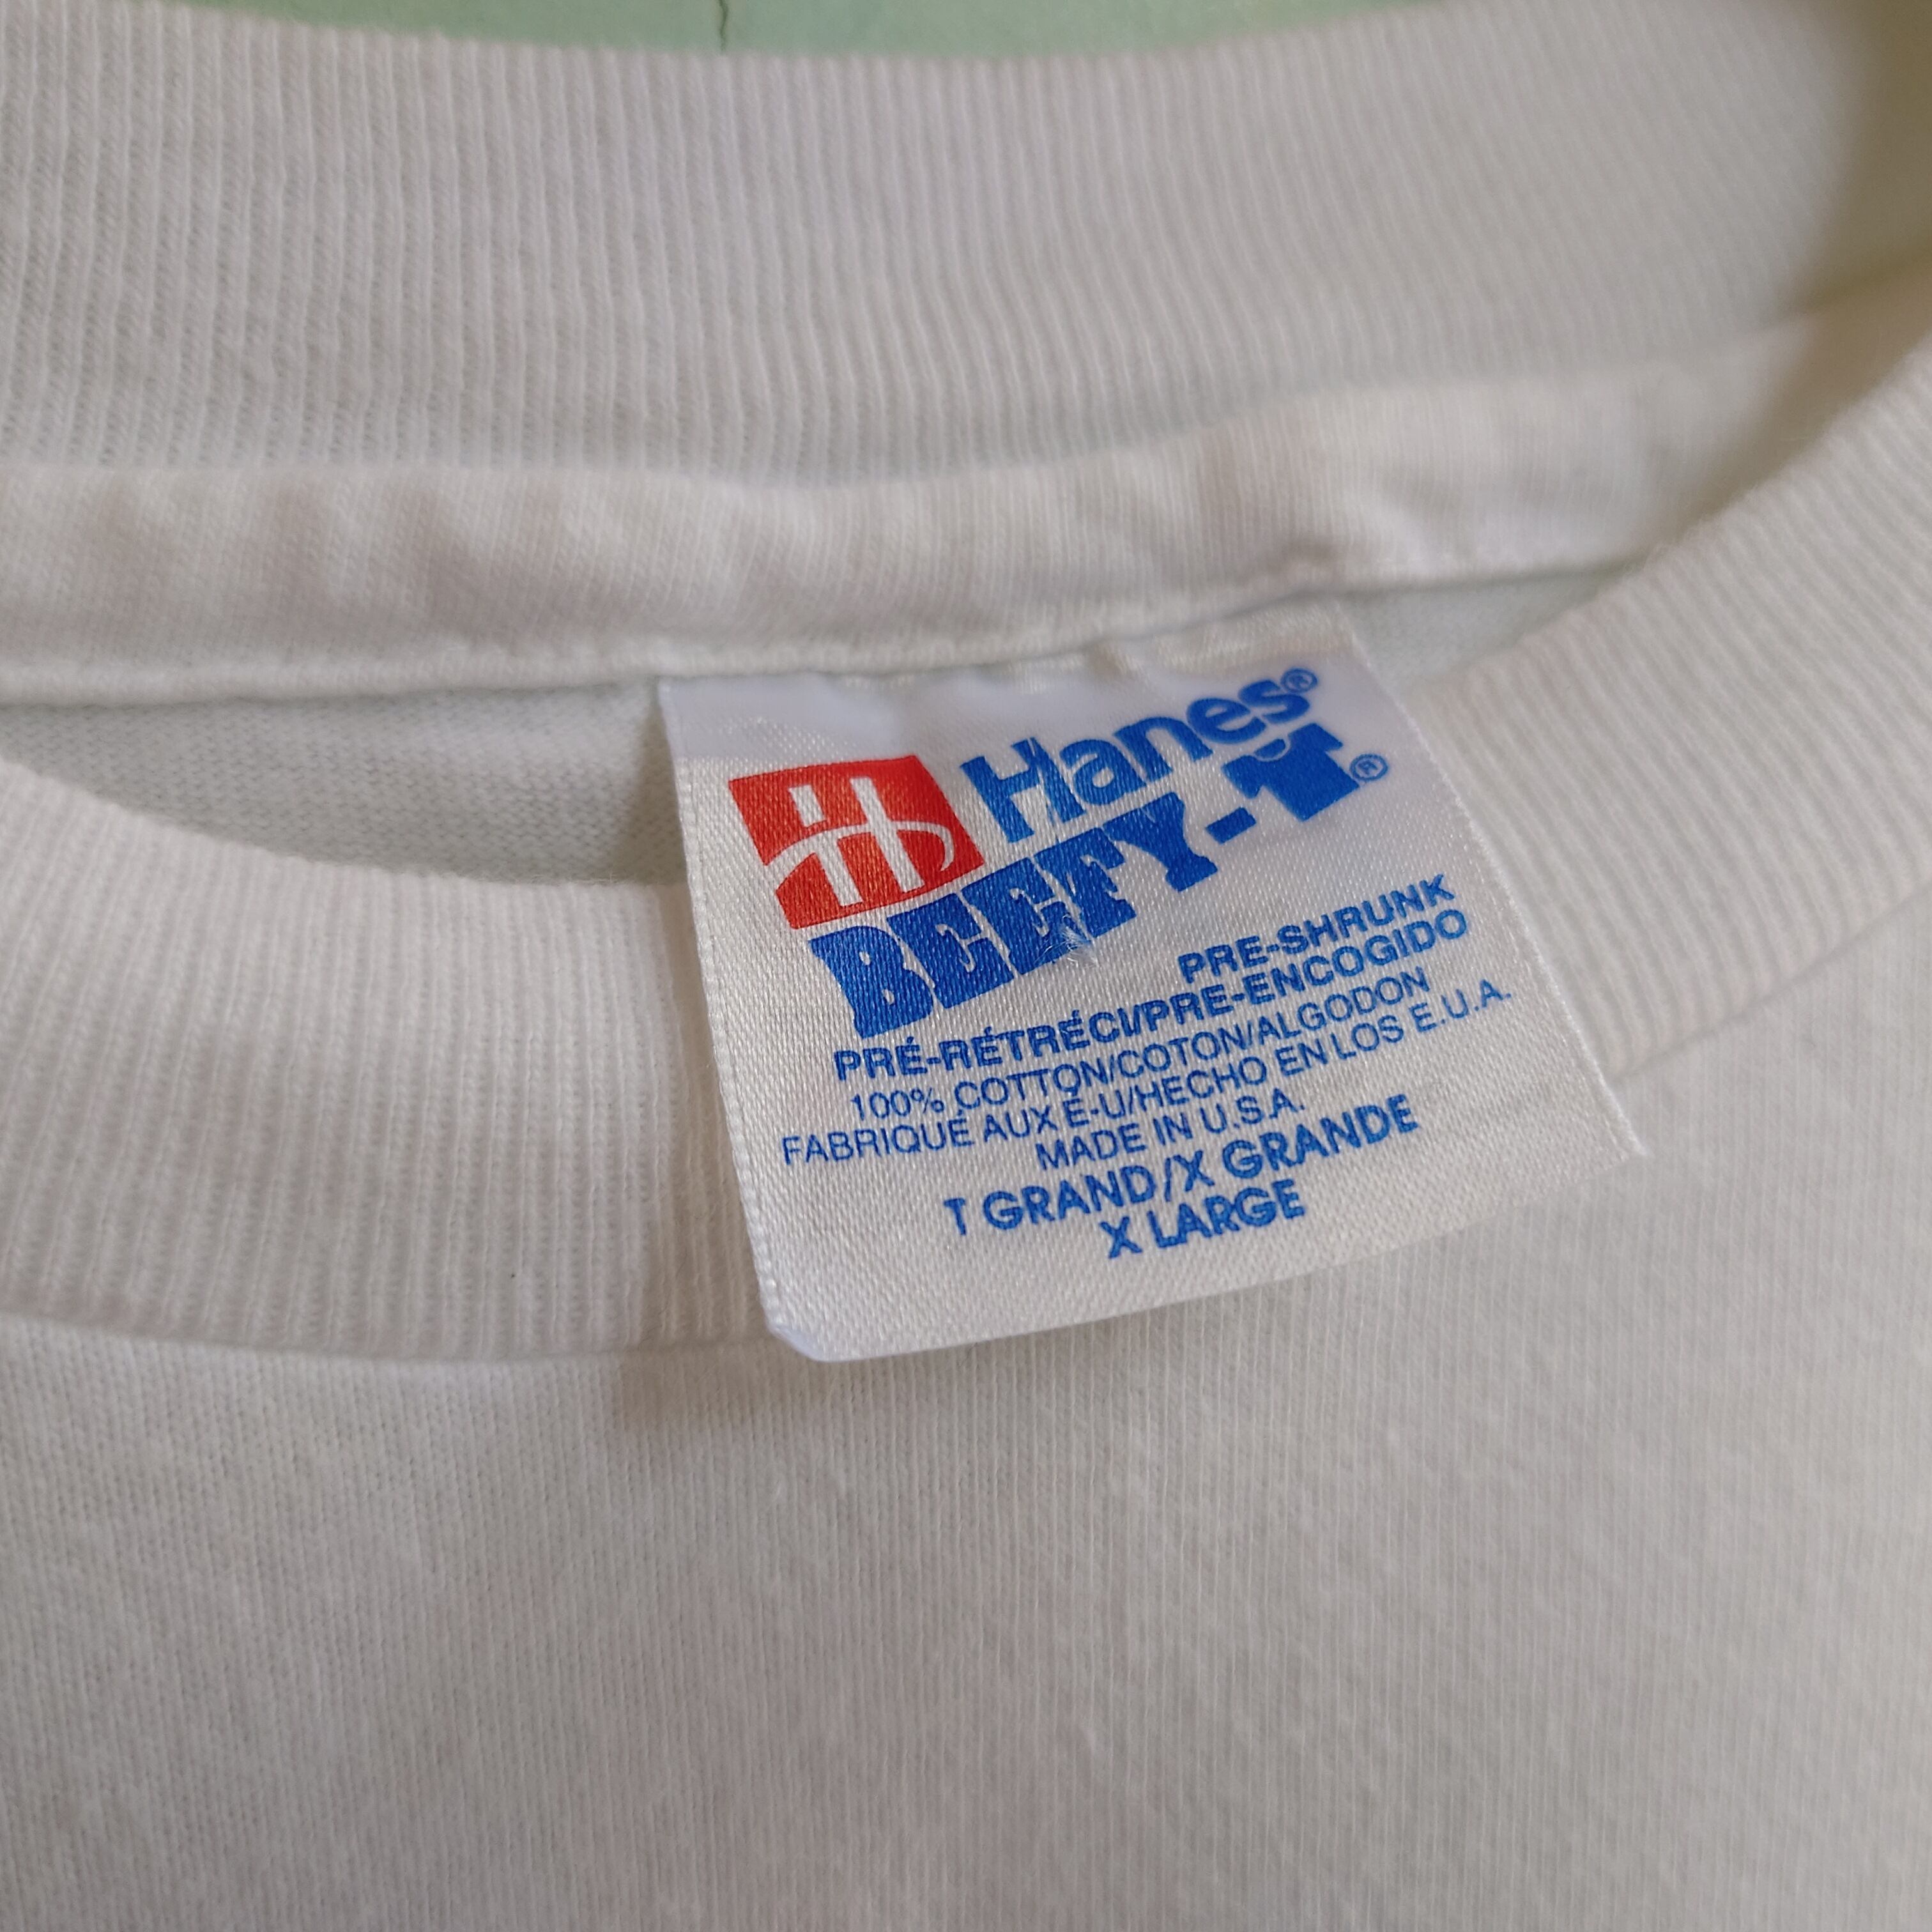 Hanes®
BEEFY-T®
PRE-SHRUNK
PRÉ-RÉTRÉCI/PRE-ENCOGIDO
100% COTTON/COTON/ALGODON
FABRIQUÉ AUX É-U/HECHO EN LOS E.U.A.
MADE IN U.S.A.
T GRAND/X GRANDE
X LARGE